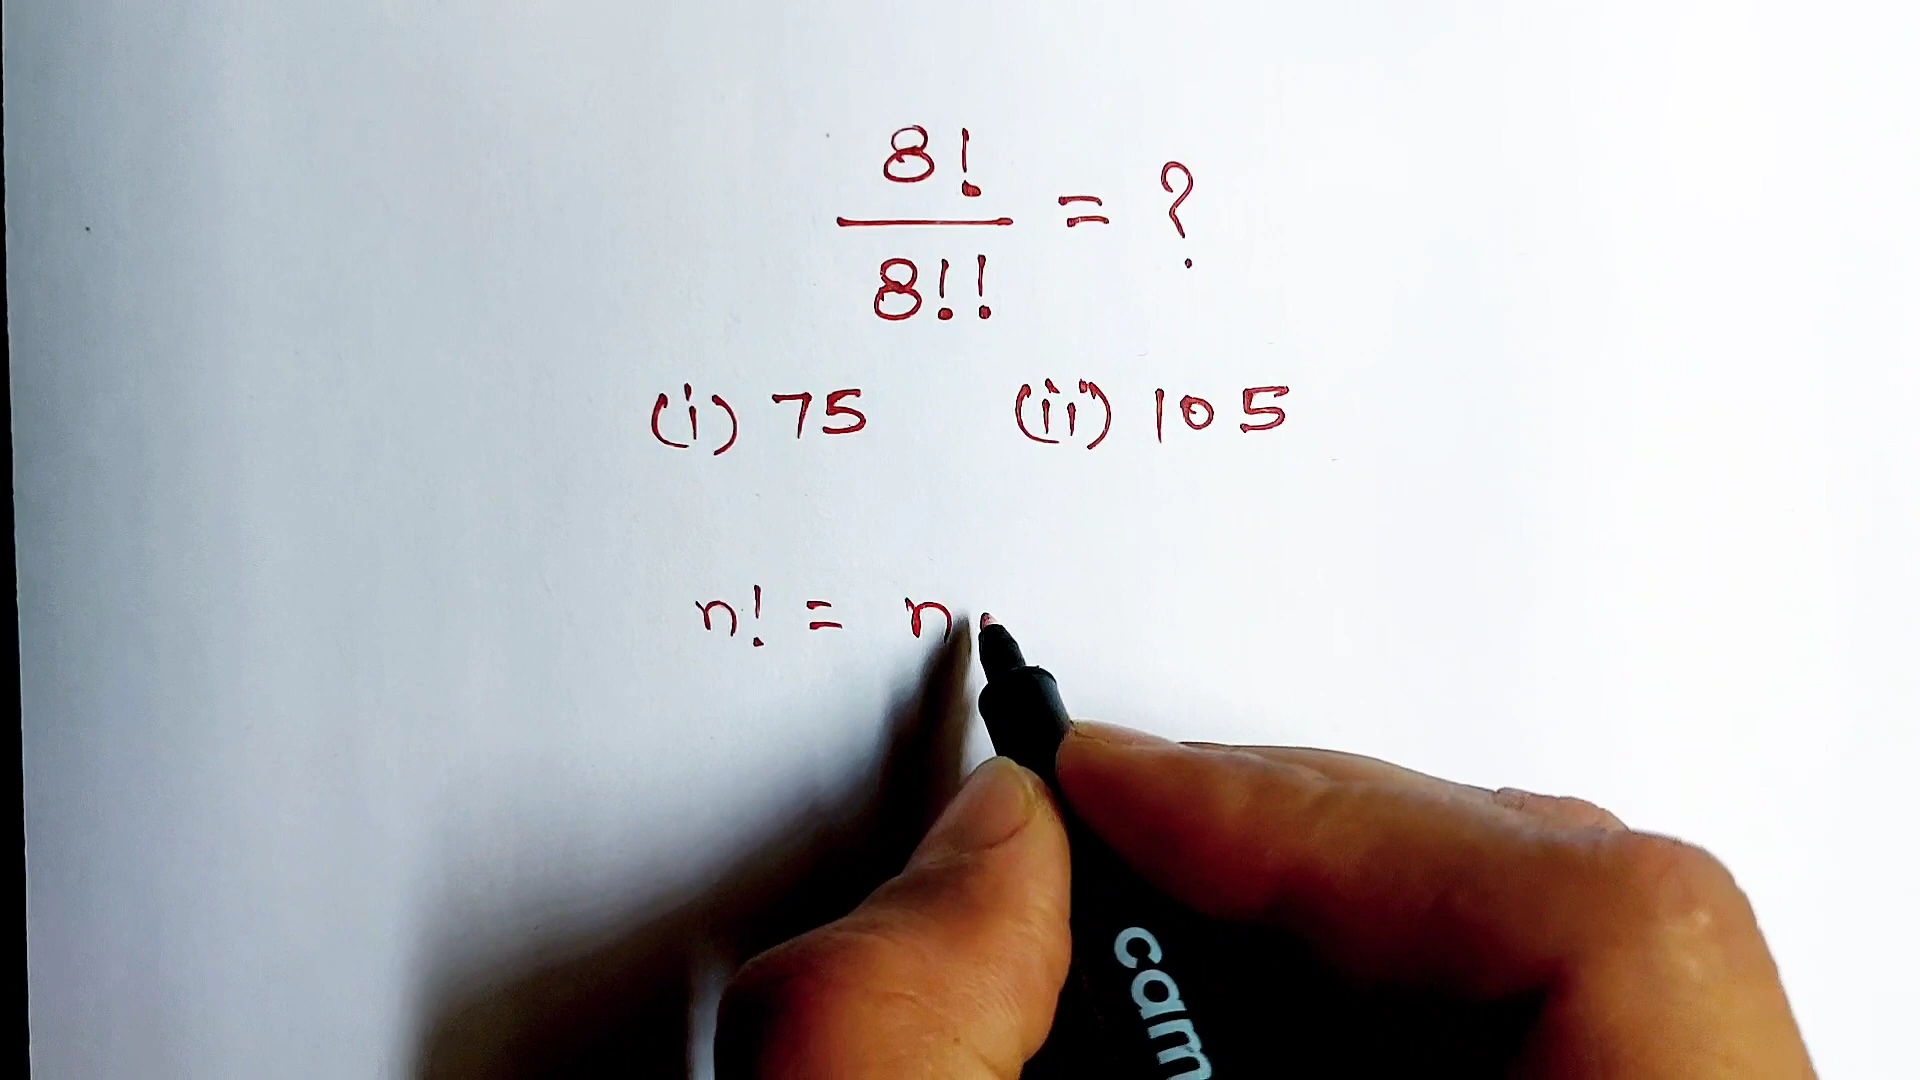 8!
8!! = ?
(i) 75 (ii) 105
n! = n
cam